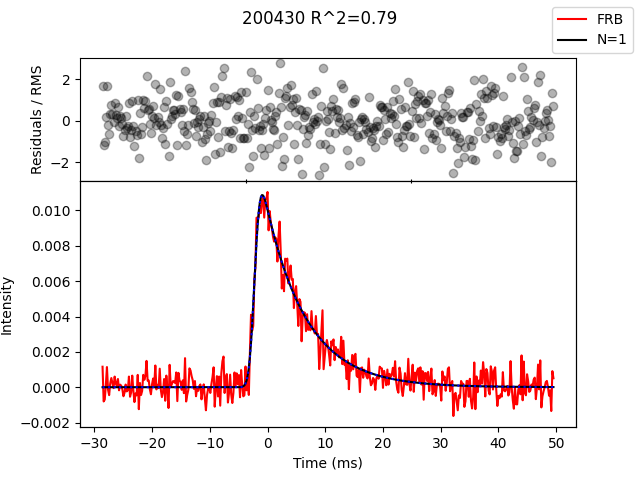 200430 R^2=0.79
FRB
N=1
Residuals / RMS
2
0
−2
Intensity
0.010
0.008
0.006
0.004
0.002
0.000
−0.002
−30 −20 −10 0 10 20 30 40 50
Time (ms)